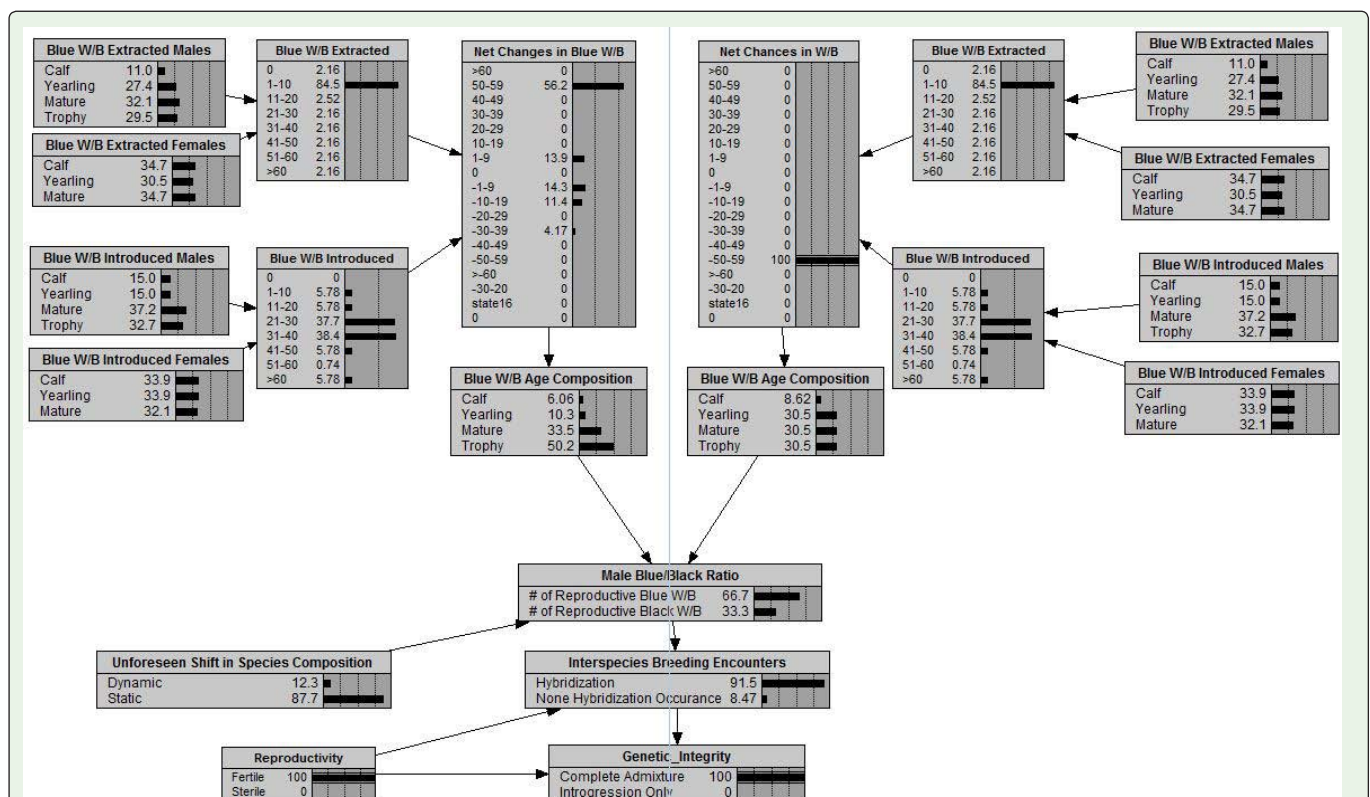 Blue W/B Extracted Males
Calf 11.0
Yearling 27.4
Mature 32.1
Trophy 29.5
Blue W/B Extracted Females
Calf 34.7
Yearling 30.5
Mature 34.7
Blue W/B Extracted
0 2.16
1-10 84.5
11-20 2.52
21-30 2.16
31-40 2.16
41-50 2.16
51-60 2.16
>60 2.16
Net Changes in Blue W/B
>60 0
50-59 56.2
40-49 0
30-39 0
20-29 0
10-19 0
1-9 13.9
0 0
-1-9 14.3
-10-19 11.4
-20-29 0
-30-39 4.17
-40-49 0
-50-59 0
>-60 0
-30-20 0
state16 0
0 0
Net Chances in W/B
>60 0
50-59 0
40-49 0
30-39 0
20-29 0
10-19 0
1-9 0
0 0
-1-9 0
-10-19 0
-20-29 0
-30-39 0
-40-49 0
-50-59 100
>-60 0
-30-20 0
state16 0
0 0
Blue W/B Extracted
0 2.16
1-10 84.5
11-20 2.52
21-30 2.16
31-40 2.16
41-50 2.16
51-60 2.16
>60 2.16
Blue W/B Extracted Males
Calf 11.0
Yearling 27.4
Mature 32.1
Trophy 29.5
Blue W/B Extracted Females
Calf 34.7
Yearling 30.5
Mature 34.7
Blue W/B Introduced Males
Calf 15.0
Yearling 15.0
Mature 37.2
Trophy 32.7
Blue W/B Introduced Females
Calf 33.9
Yearling 33.9
Mature 32.1
Blue W/B Introduced
0 0
1-10 5.78
11-20 5.78
21-30 37.7
31-40 38.4
41-50 5.78
51-60 0.74
>60 5.78
Blue W/B Introduced
0 0
1-10 5.78
11-20 5.78
21-30 37.7
31-40 38.4
41-50 5.78
51-60 0.74
>60 5.78
Blue W/B Introduced Males
Calf 15.0
Yearling 15.0
Mature 37.2
Trophy 32.7
Blue W/B Introduced Females
Calf 33.9
Yearling 33.9
Mature 32.1
Blue W/B Age Composition
Calf 6.06
Yearling 10.3
Mature 33.5
Trophy 50.2
Blue W/B Age Composition
Calf 8.62
Yearling 30.5
Mature 30.5
Trophy 30.5
Male Blue/Black Ratio
# of Reproductive Blue W/B 66.7
# of Reproductive Black W/B 33.3
Unforeseen Shift in Species Composition
Dynamic 12.3
Static 87.7
Interspecies Breeding Encounters
Hybridization 91.5
None Hybridization Occurance 8.47
Reproductivity
Fertile 100
Sterile 0
Genetic_Integrity
Complete Admixture 100
Introgression Only 0